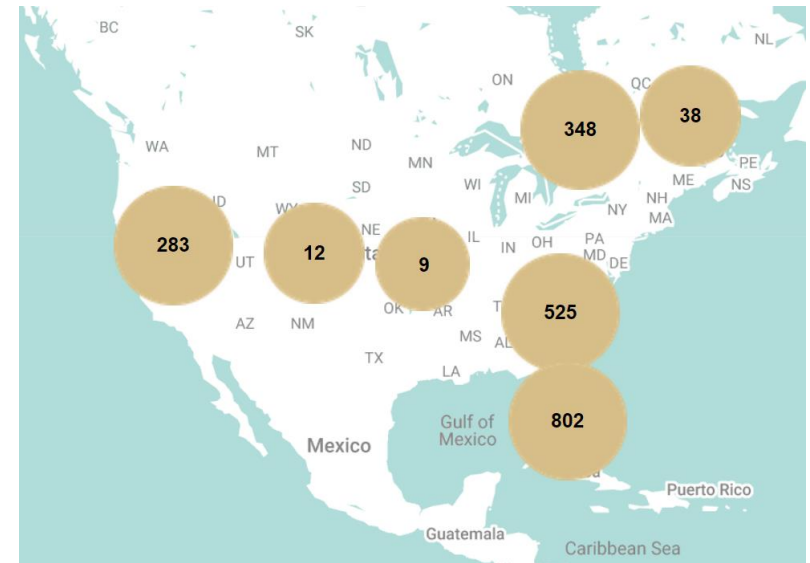 BC
SK
NL
ON
QC
348
38
WA
MT
ND
MN
PE
ME
NS
SD
WI
MI
NH
ID
WY
NY
MA
NE
IL
IN
OH
PA
MD
DE
283
UT
12
9
525
AZ
NM
OK
AR
MS
AL
TX
LA
802
Gulf of
Mexico
Mexico
Puerto Rico
Guatemala
Caribbean Sea